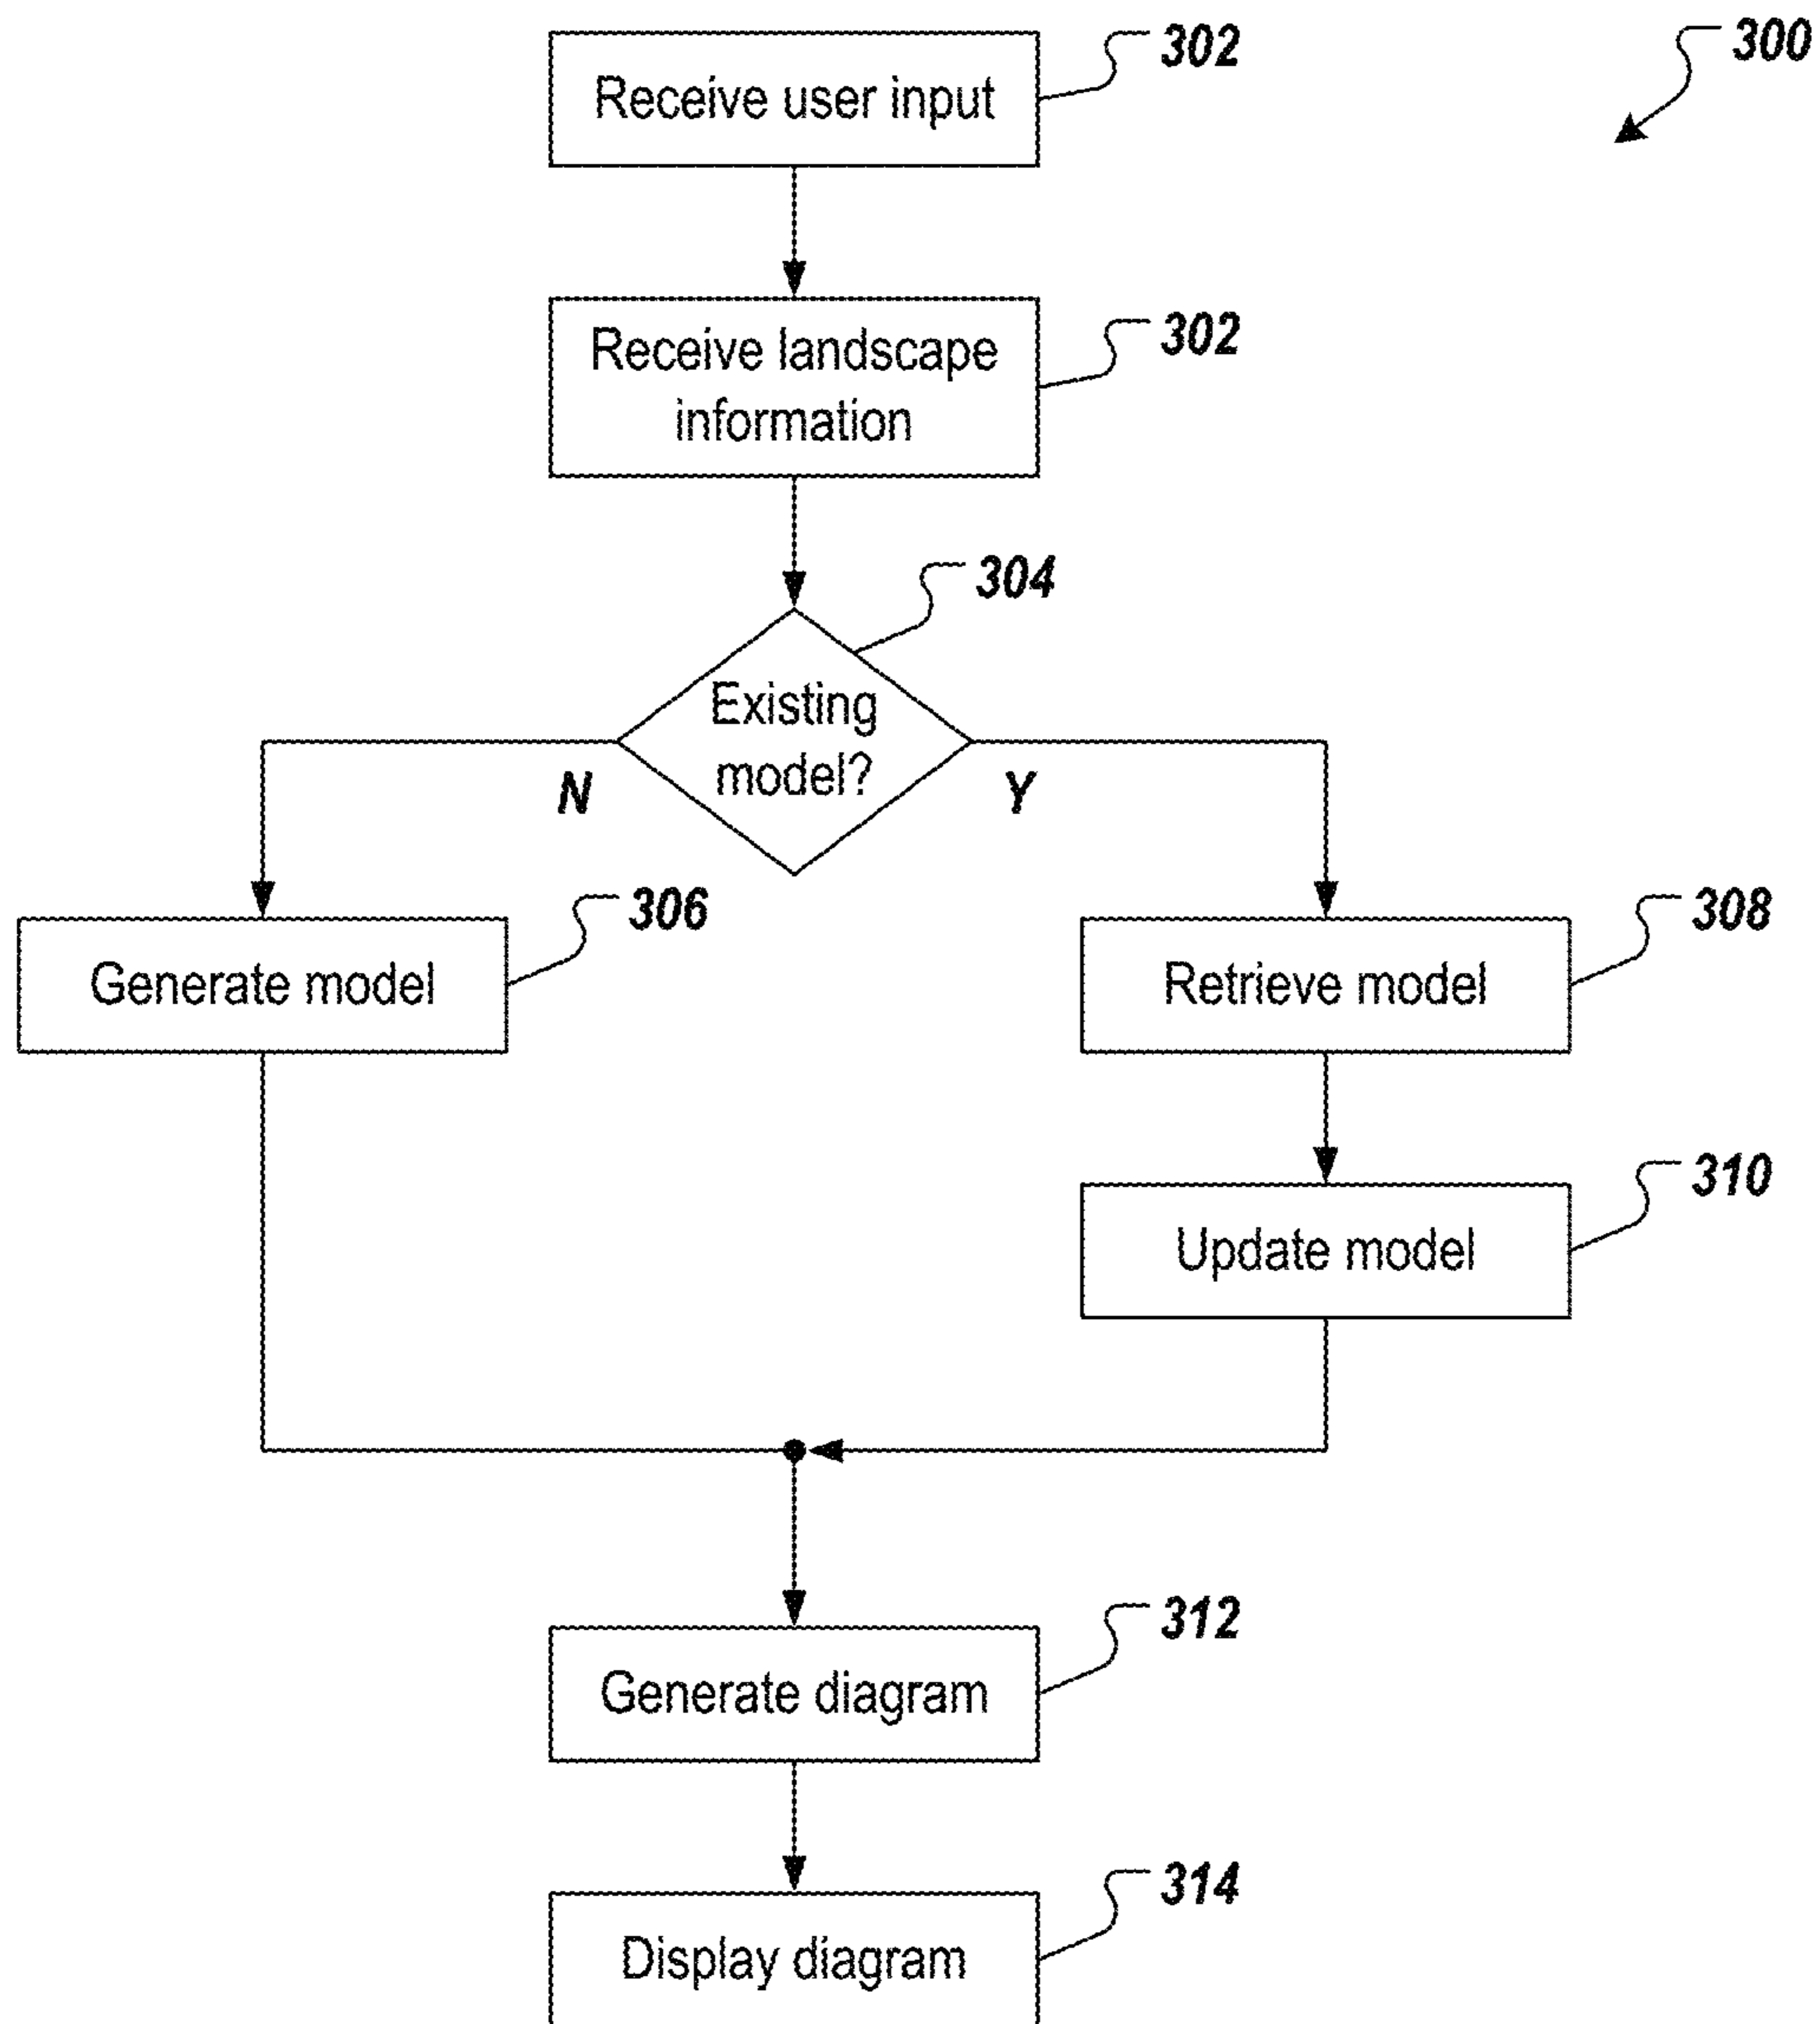 300
302
Receive user input
302
Receive landscape
information
304
Existing
model?
N
Y
306
Generate model
308
Retrieve model
310
Update model
312
Generate diagram
314
Display diagram